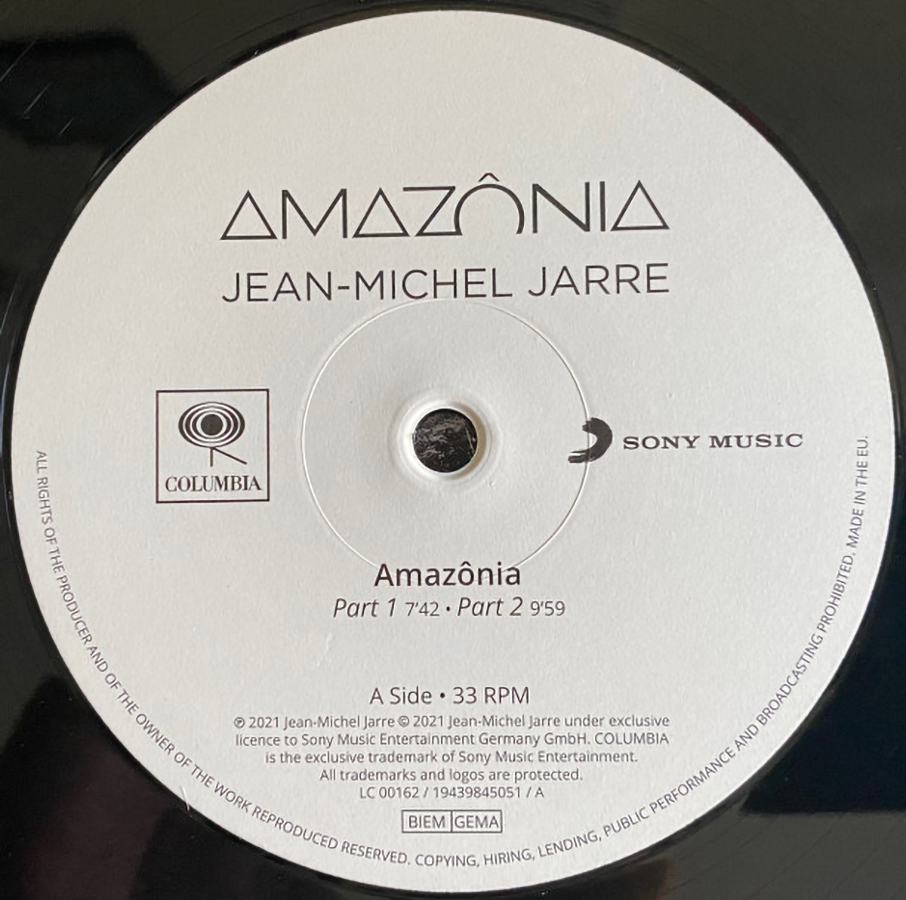 AMAZÔNIA
JEAN-MICHEL JARRE
COLUMBIA
SONY MUSIC
Amazônia
Part 1 7'42 • Part 2 9'59
A Side • 33 RPM
℗ 2021 Jean-Michel Jarre © 2021 Jean-Michel Jarre under exclusive
licence to Sony Music Entertainment Germany GmbH. COLUMBIA
is the exclusive trademark of Sony Music Entertainment.
All trademarks and logos are protected.
LC 00162 / 19439845051 / A
BIEM GEMA
ALL RIGHTS OF THE PRODUCER AND OF THE OWNER OF THE WORK REPRODUCED RESERVED. COPYING, HIRING, LENDING, PUBLIC PERFORMANCE AND BROADCASTING PROHIBITED. MADE IN THE EU.